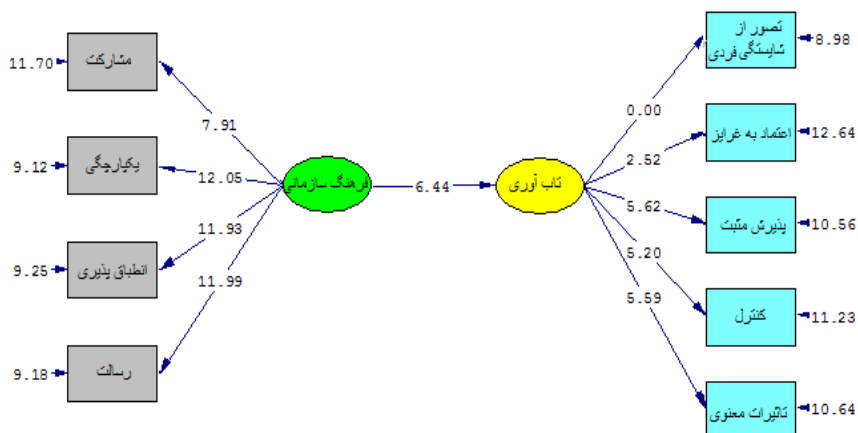 تصور از
شایستگی فردی
8.98
11.70
مشارکت
0.00
7.91
اعتماد به غرایز
12.64
2.52
9.12
یکپارچگی
12.05
فرهنگ سازمانی
6.44
تاب آوری
5.62
پذیرش مثبت
10.56
11.93
5.20
9.25
انطباق پذیری
11.99
5.59
کنترل
11.23
9.18
رسالت
تاثیرات معنوی
10.64